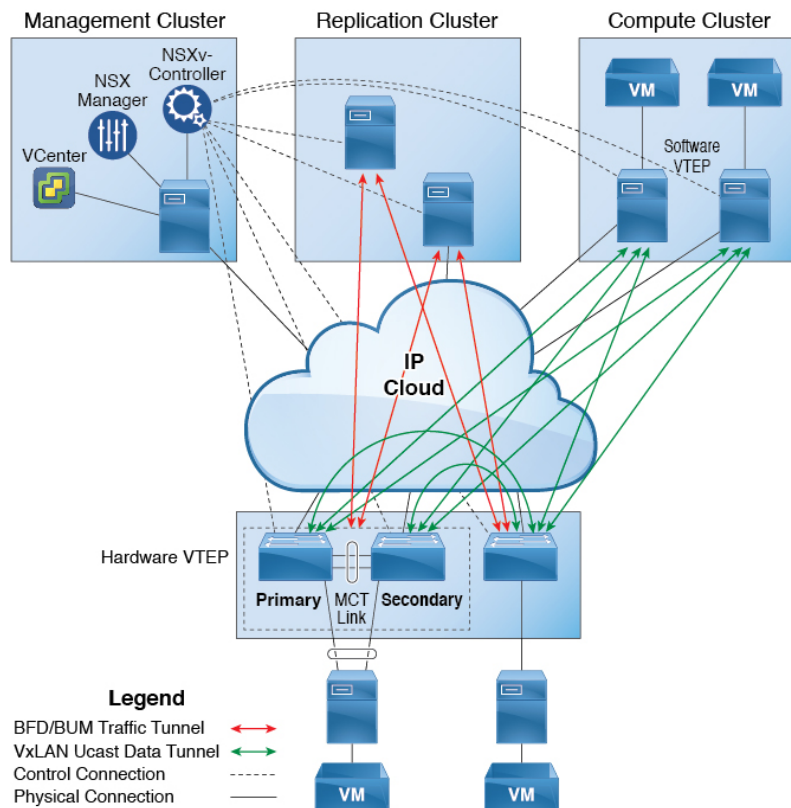 Management Cluster
Replication Cluster
Compute Cluster
NSXv-
Controller
NSX
Manager
VCenter
VM
VM
Software
VTEP
IP
Cloud
Hardware VTEP
Primary
MCT
Link
Secondary
Legend
BFD/BUM Traffic Tunnel
VxLAN Ucast Data Tunnel
Control Connection
Physical Connection
VM
VM